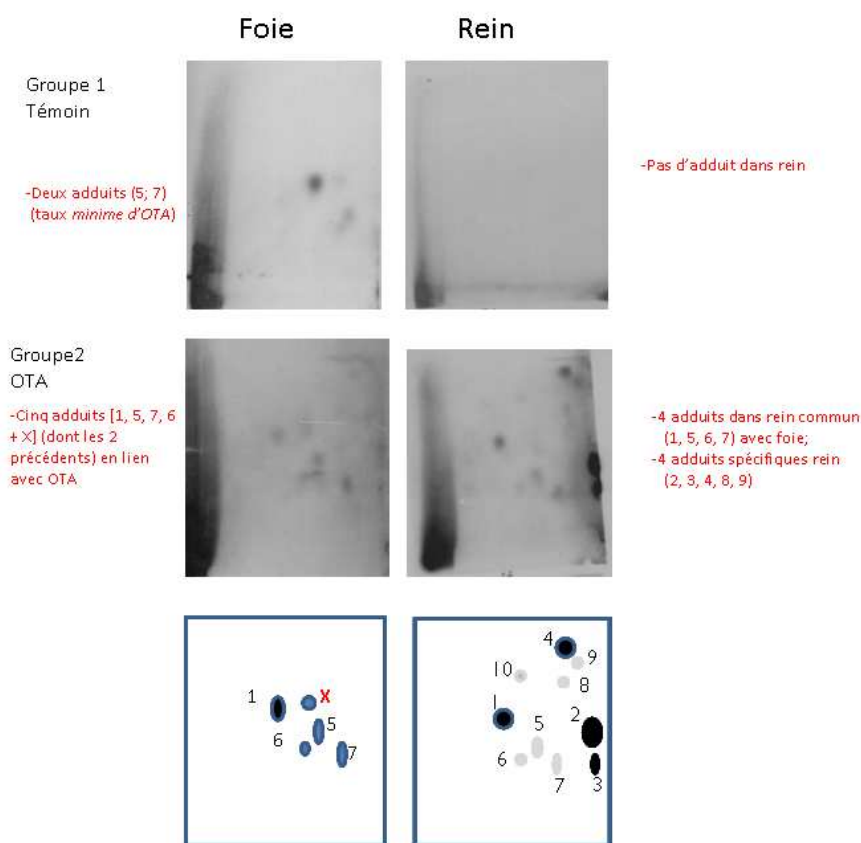 Foie
Rein
Groupe 1
Témoin
-Deux adduits (5; 7)
(taux minime d'OTA)
-Pas d'adduit dans rein
Groupe2
OTA
-Cinq adduits [1, 5, 7, 6
+ X] (dont les 2
précédents) en lien
avec OTA
-4 adduits dans rein commun
(1, 5, 6, 7) avec foie;
-4 adduits spécifiques rein
(2, 3, 4, 8, 9)
1
X
5
6
7
4
9
10
8
1
2
5
6
7
3